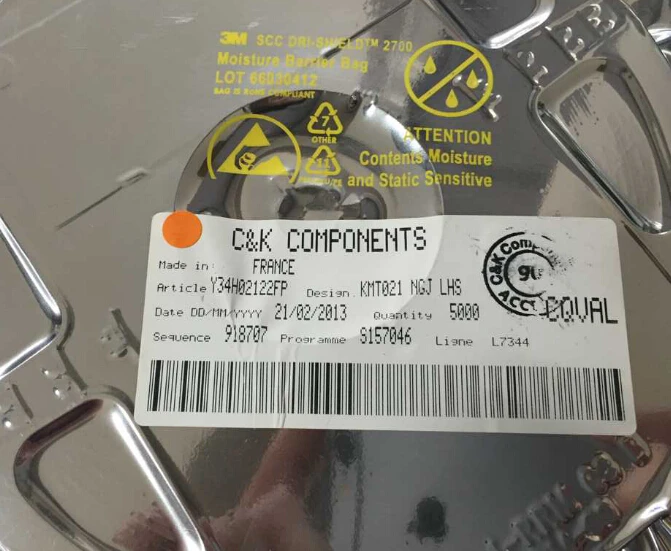 3M SCC DRI-SHIELD™ 2700
Moisture Barrier Bag
LOT 66030412
BAG IS ROHS COMPLIANT
7
OTHER
11
ATTENTION
Contents Moisture
and Static Sensitive
C&K COMPONENTS
Made in: FRANCE
Article Y34H02122FP Design. KMT021 NGJ LHS
Date DD/MM/YYYY 21/02/2013 Quantity 5000
Sequence 918707 Programme S157046 Ligne L7344
C&K
CQVAL